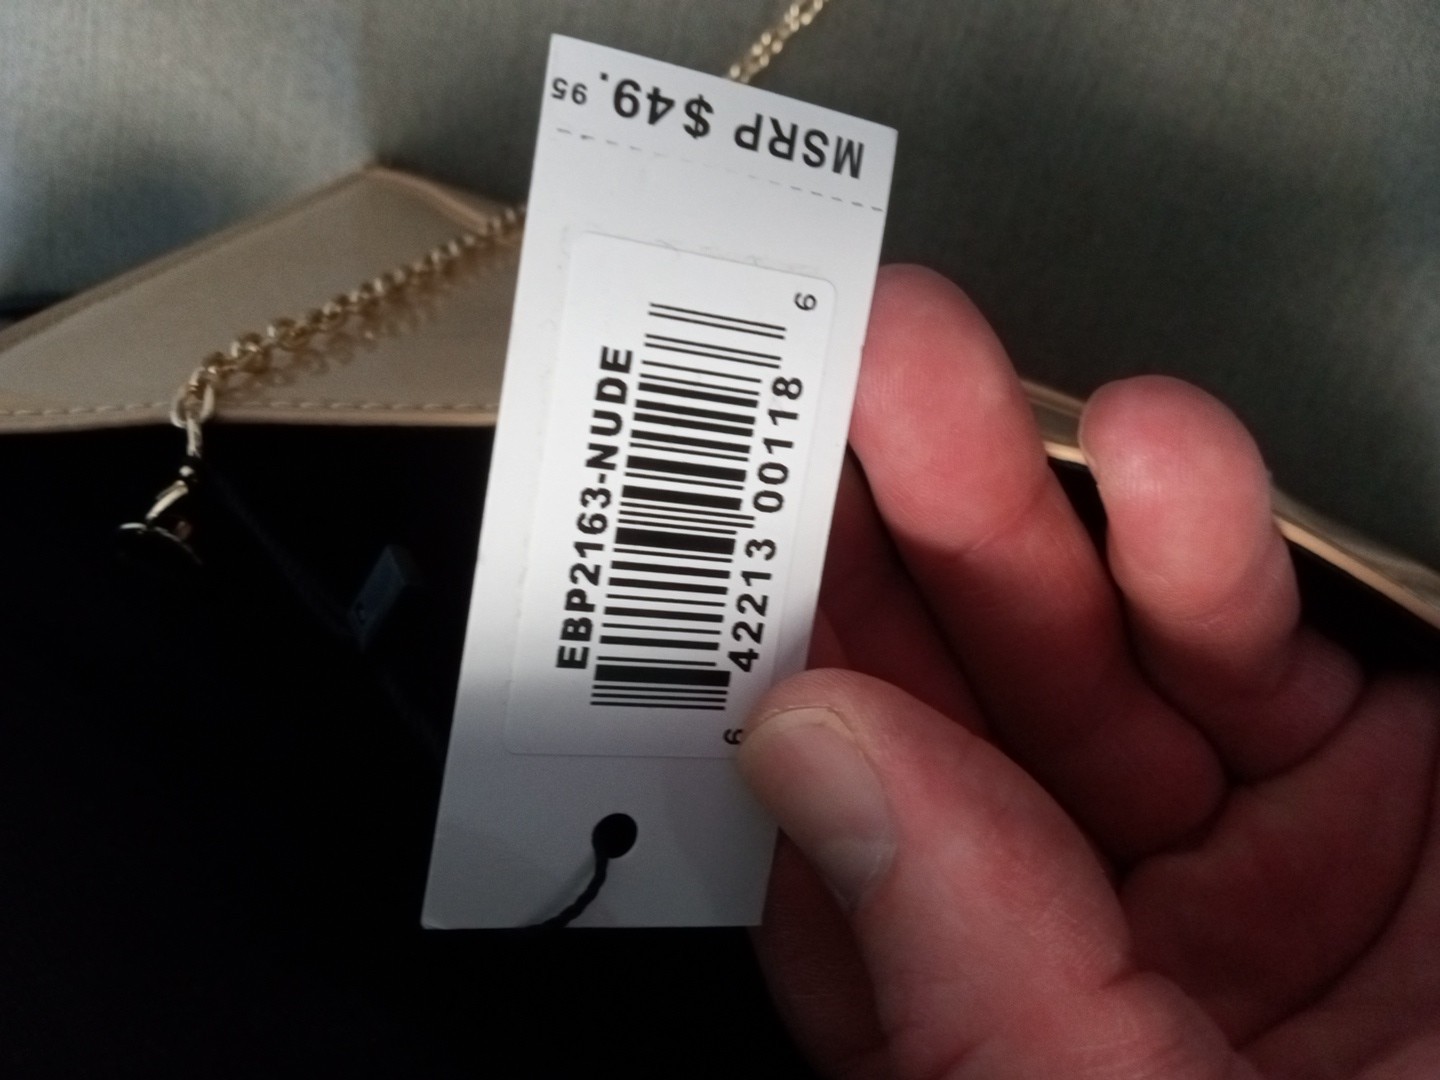 MSRP $49.95
EBP2163-NUDE
6 42213 00118 6